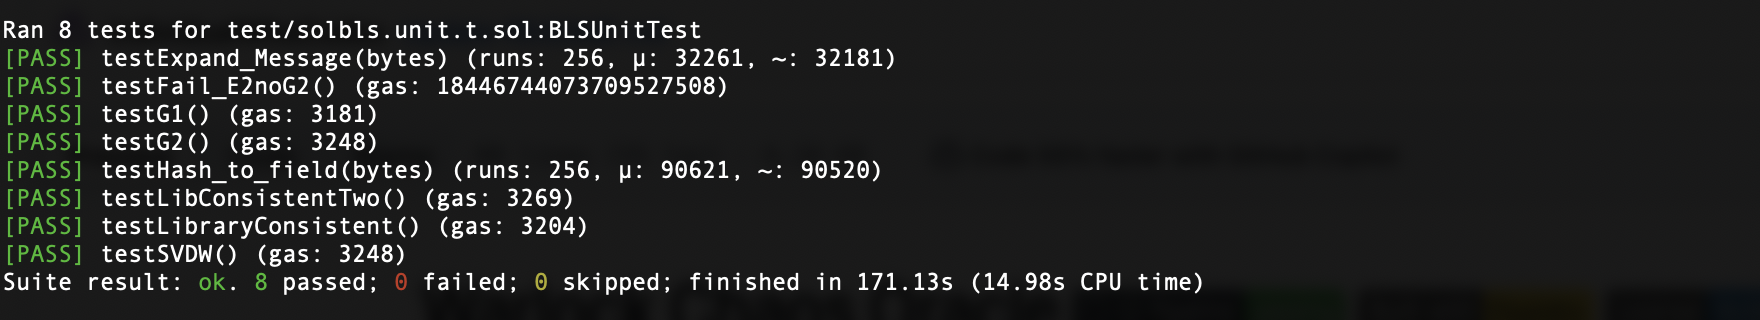 Ran 8 tests for test/solbls.unit.t.sol:BLSUnitTest
[PASS] testExpand_Message(bytes) (runs: 256, μ: 32261, ~: 32181)
[PASS] testFail_E2noG2() (gas: 18446744073709527508)
[PASS] testG1() (gas: 3181)
[PASS] testG2() (gas: 3248)
[PASS] testHash_to_field(bytes) (runs: 256, μ: 90621, ~: 90520)
[PASS] testLibConsistentTwo() (gas: 3269)
[PASS] testLibraryConsistent() (gas: 3204)
[PASS] testSVDW() (gas: 3248)
Suite result: ok. 8 passed; 0 failed; 0 skipped; finished in 171.13s (14.98s CPU time)